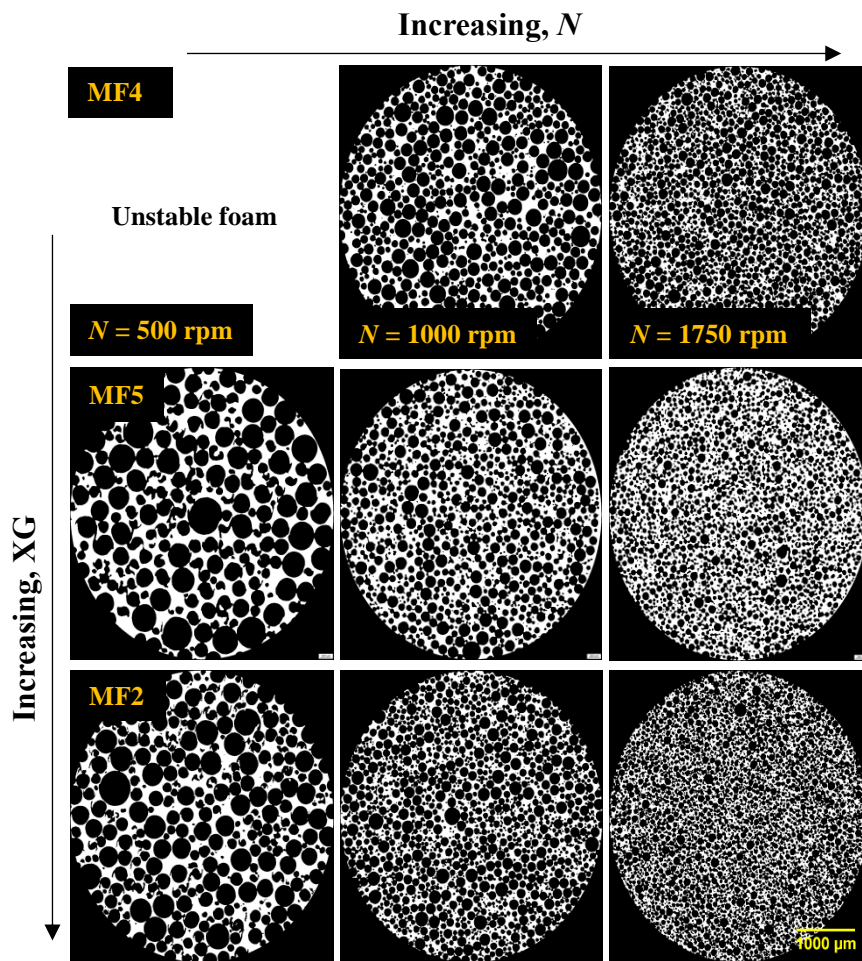 Increasing, N
MF4
Unstable foam
N = 500 rpm
N = 1000 rpm
N = 1750 rpm
Increasing, XG
MF5
MF2
1000 µm